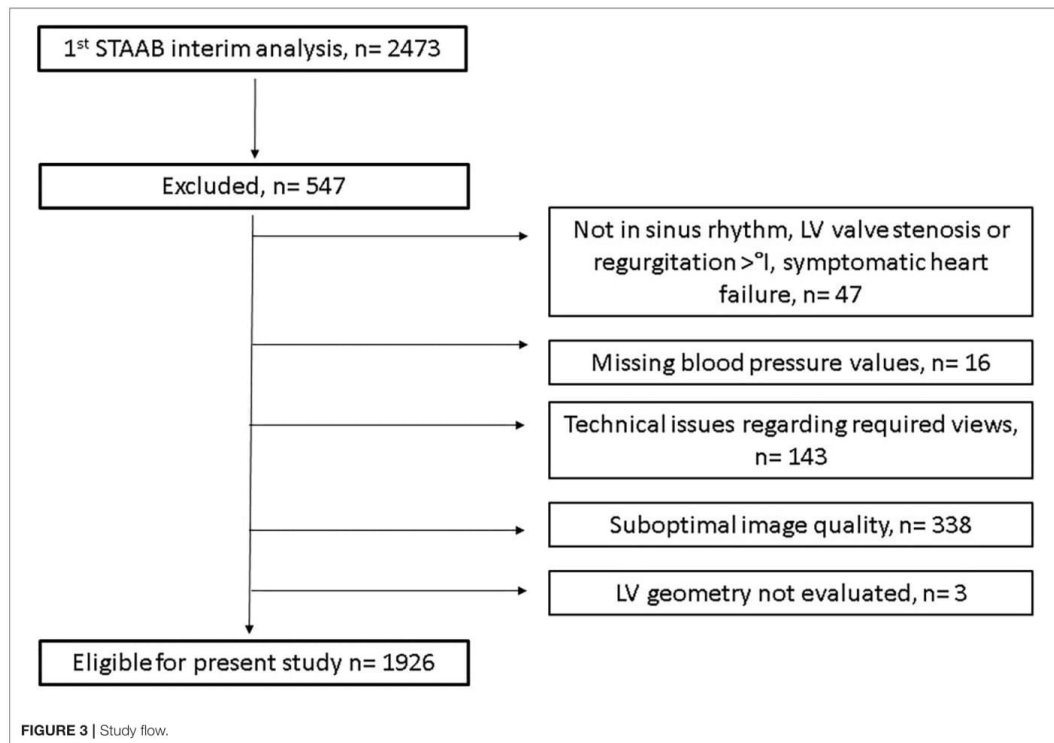 1st STAAB interim analysis, n= 2473
Excluded, n= 547
Not in sinus rhythm, LV valve stenosis or
regurgitation >°I, symptomatic heart
failure, n= 47
Missing blood pressure values, n= 16
Technical issues regarding required views,
n= 143
Suboptimal image quality, n= 338
LV geometry not evaluated, n= 3
Eligible for present study n= 1926
FIGURE 3 | Study flow.